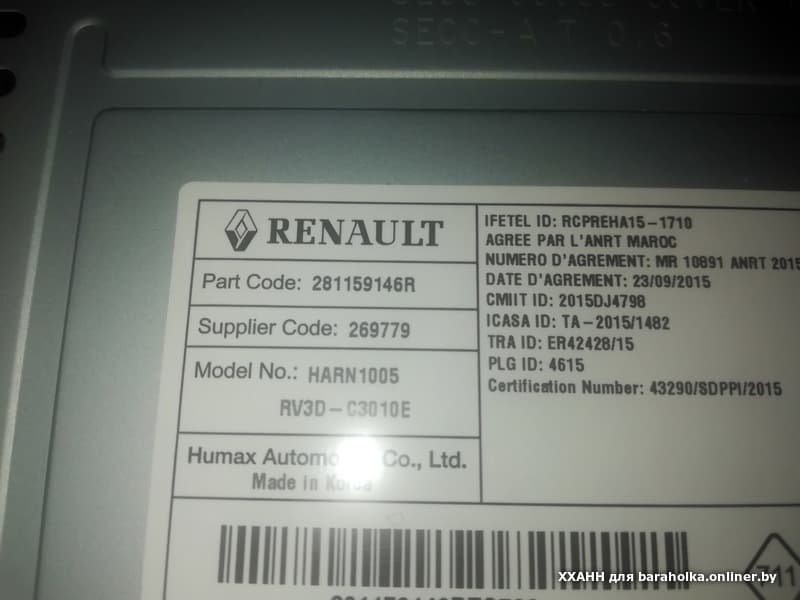 SECC-A T 0.6
RENAULT
Part Code: 281159146R
Supplier Code: 269779
Model No.: HARN1005
RV3D-C3010E
Humax Co., Ltd.
Made in
IFETEL ID: RCPREHA15-1710
AGREE PAR L'ANRT MAROC
NUMERO D'AGREMENT: MR 10891 ANRT 2015
DATE D'AGREMENT: 23/09/2015
CMIIT ID: 2015DJ4798
ICASA ID: TA-2015/1482
TRA ID: ER42428/15
PLG ID: 4615
Certification Number: 43290/SDPPI/2015
XXAHH для baraholka.onliner.by